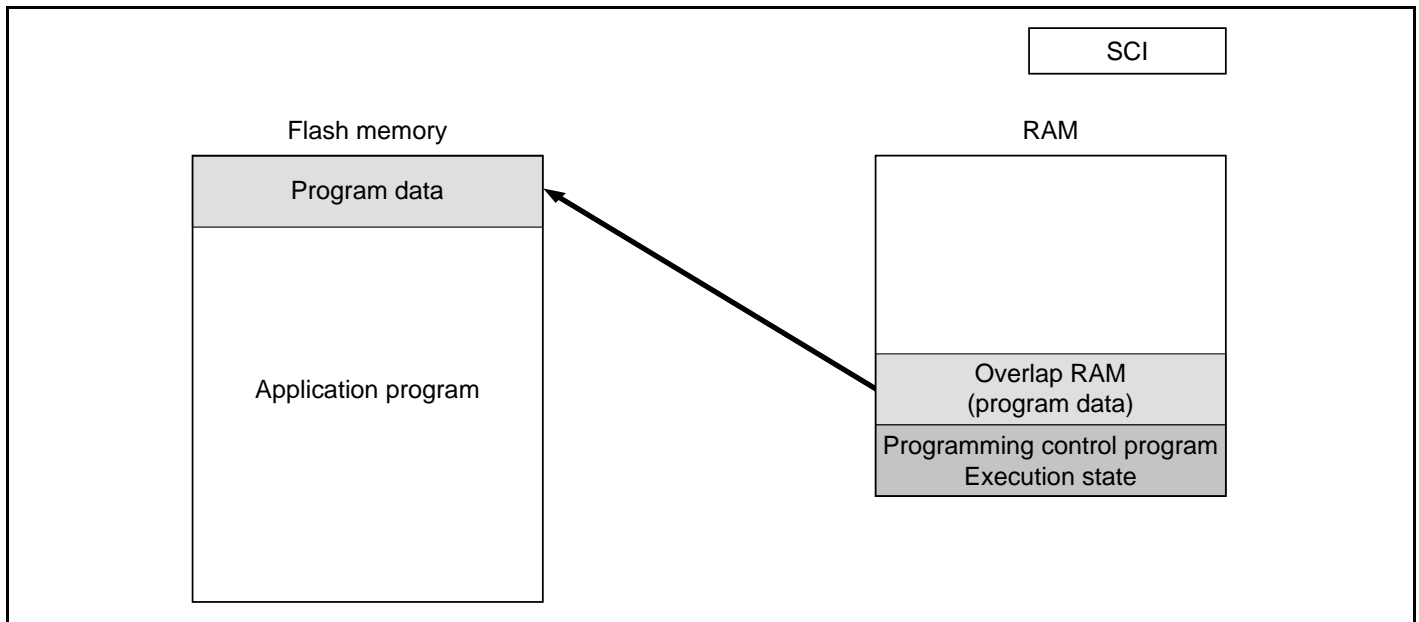 SCI
Flash memory
RAM
Program data
Application program
Overlap RAM
(program data)
Programming control program
Execution state